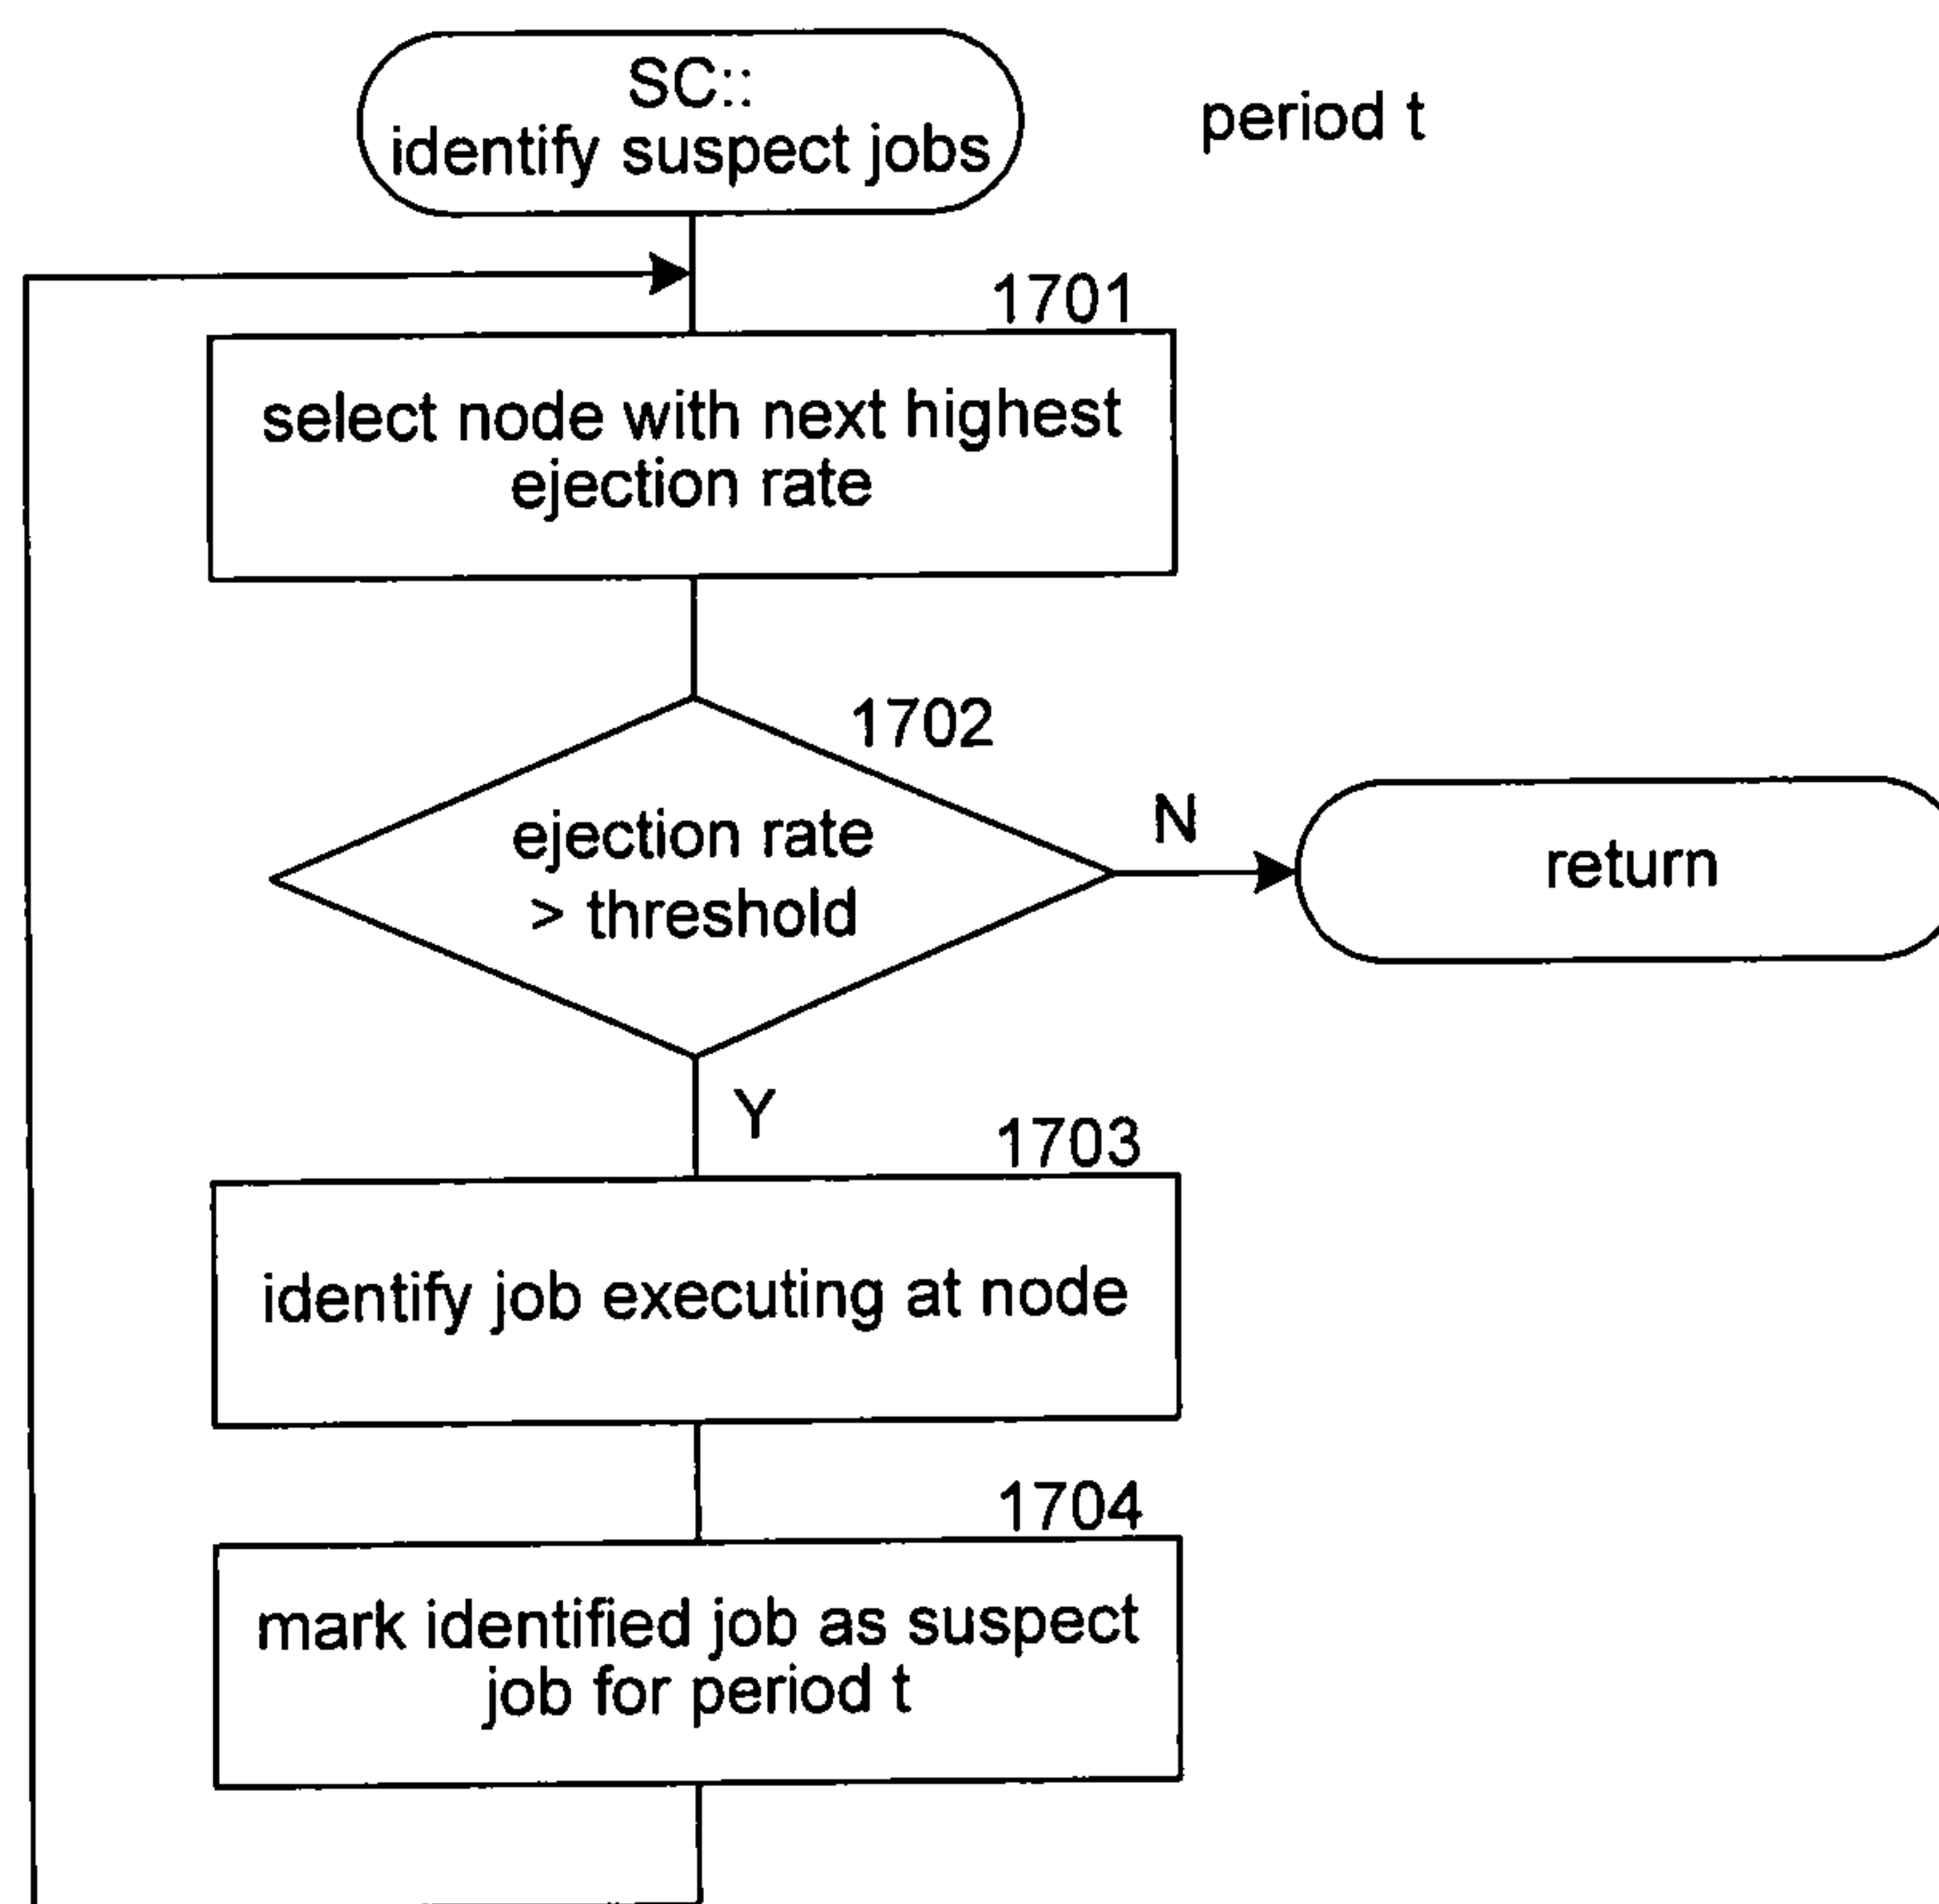 SC::
identify suspect jobs
period t
1701
select node with next highest
ejection rate
1702
ejection rate
> threshold
N
return
Y
1703
identify job executing at node
1704
mark identified job as suspect
job for period t